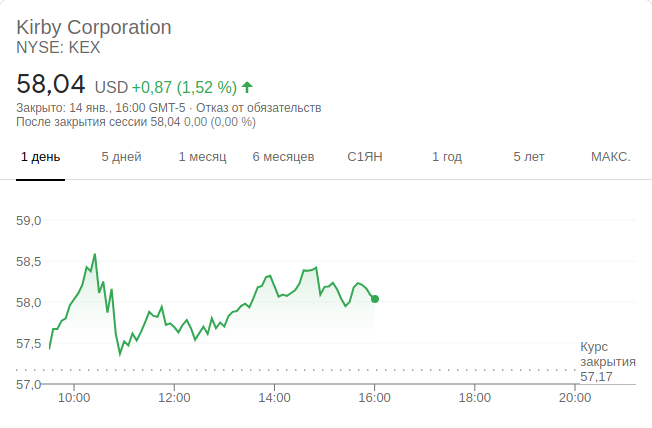 Kirby Corporation
NYSE: KEX
58,04 USD +0,87 (1,52 %)
Закрыто: 14 янв., 16:00 GMT-5 · Отказ от обязательств
После закрытия сессии 58,04 0,00 (0,00 %)
1 день 5 дней 1 месяц 6 месяцев С1ЯН 1 год 5 лет МАКС.
59,0
58,5
58,0
57,5
Курс
закрытия
57,17
57,0
10:00 12:00 14:00 16:00 18:00 20:00